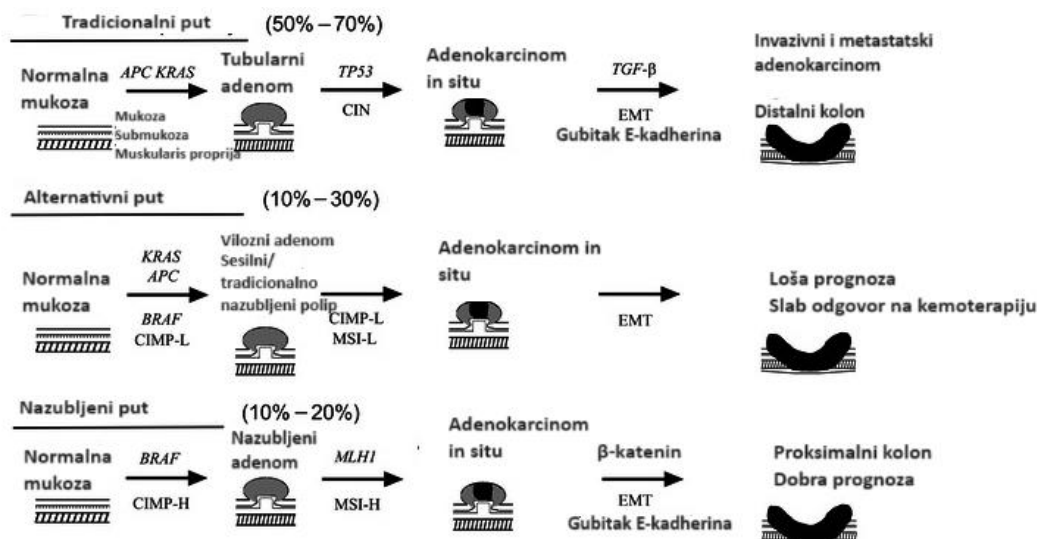 Tradicionalni put (50%–70%)
Normalna
mukoza
Mukoza
Submukoza
Muskularis proprija
APC KRAS
Tubularni
adenom
TP53
CIN
Adenokarcinom
in situ
TGF-β
EMT
Gubitak E-kadherina
Invazivni i metastatski
adenokarcinom
Distalni kolon
Alternativni put (10%–30%)
Normalna
mukoza
KRAS
APC
BRAF
CIMP-L
Vilozni adenom
Sesilni/
tradicionalno
nazubljeni polip
CIMP-L
MSI-L
Adenokarcinom in
situ
EMT
Loša prognoza
Slab odgovor na kemoterapiju
Nazubljeni put (10%–20%)
Normalna
mukoza
BRAF
CIMP-H
Nazubljeni
adenom
MLH1
MSI-H
Adenokarcinom
in situ
β-katenin
EMT
Gubitak E-kadherina
Proksimalni kolon
Dobra prognoza